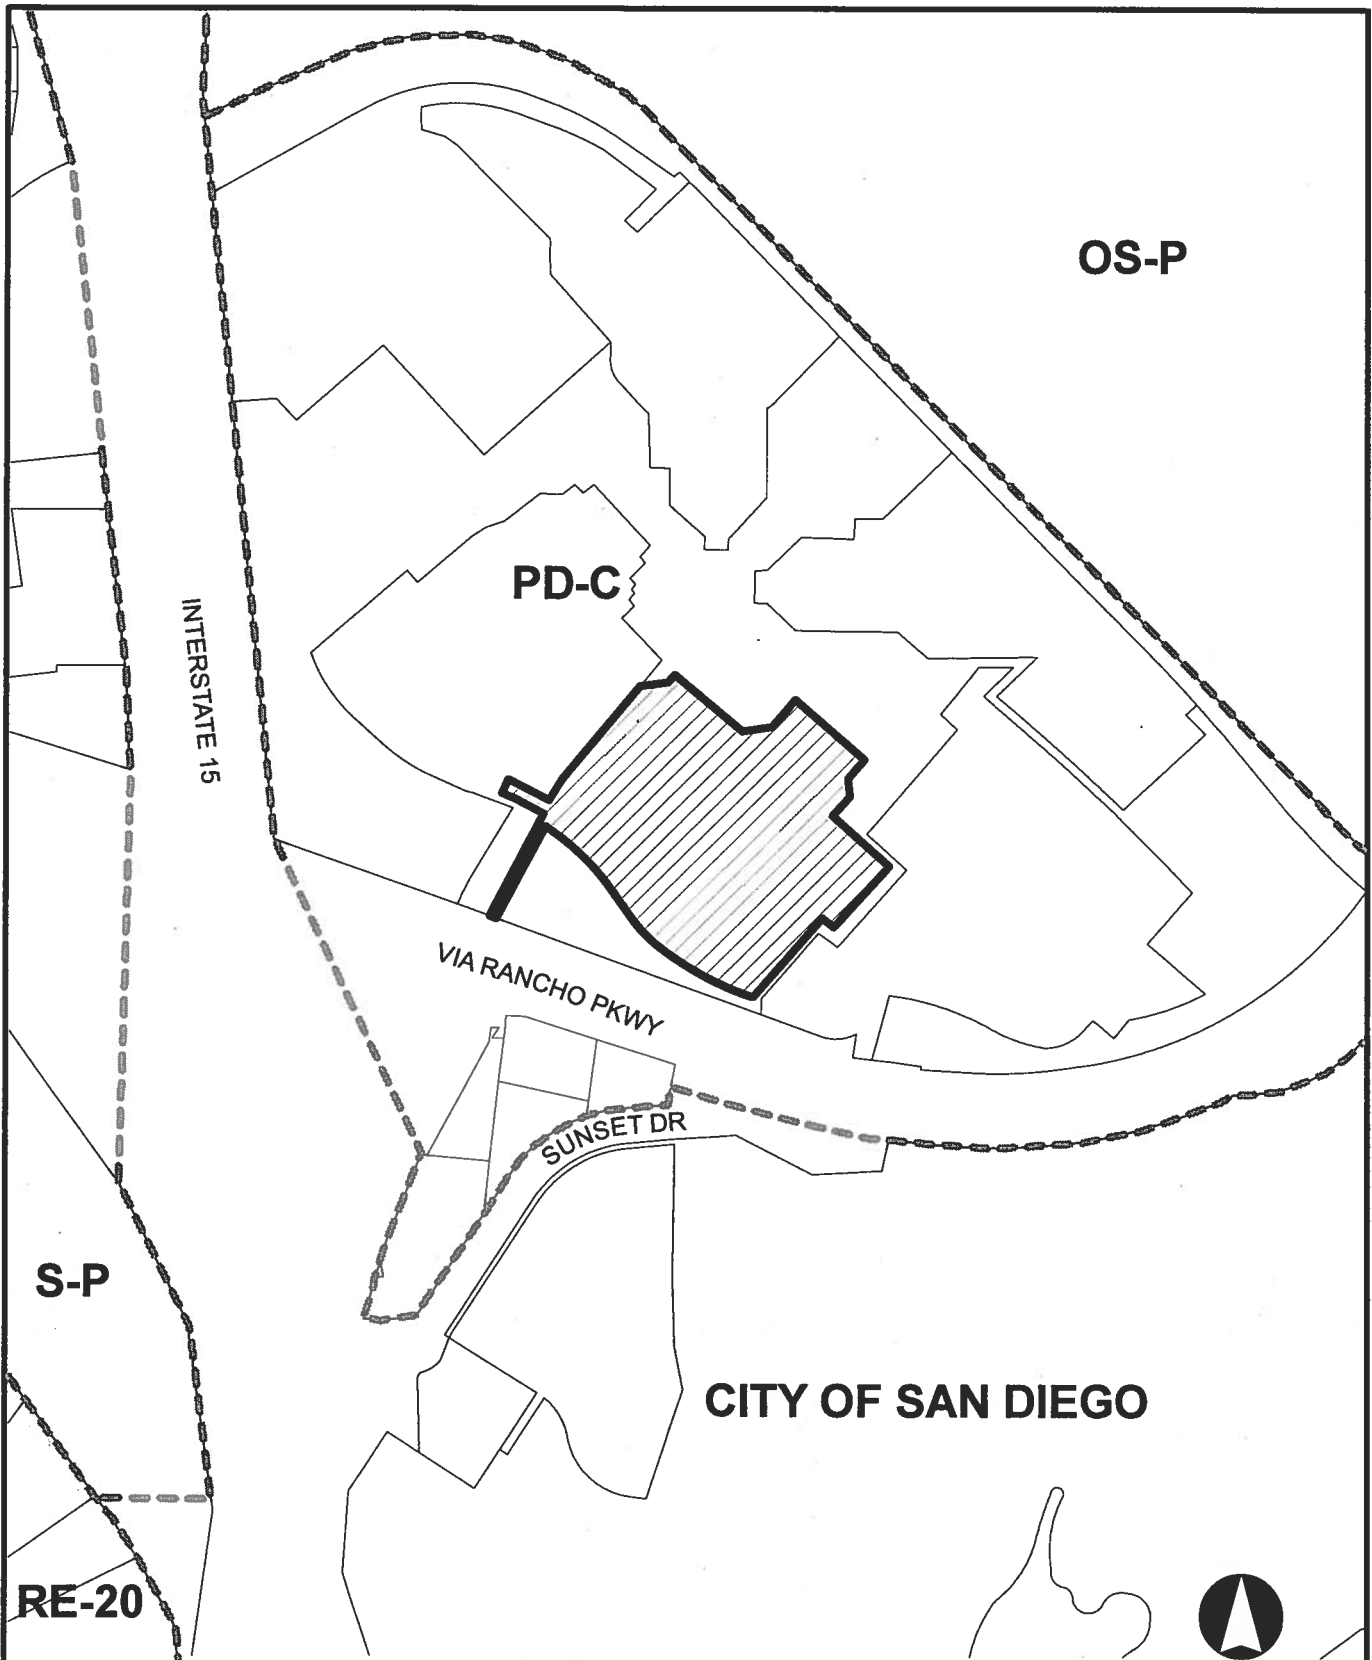 OS-P
PD-C
INTERSTATE 15
VIA RANCHO PKWY
SUNSET DR
S-P
CITY OF SAN DIEGO
RE-20